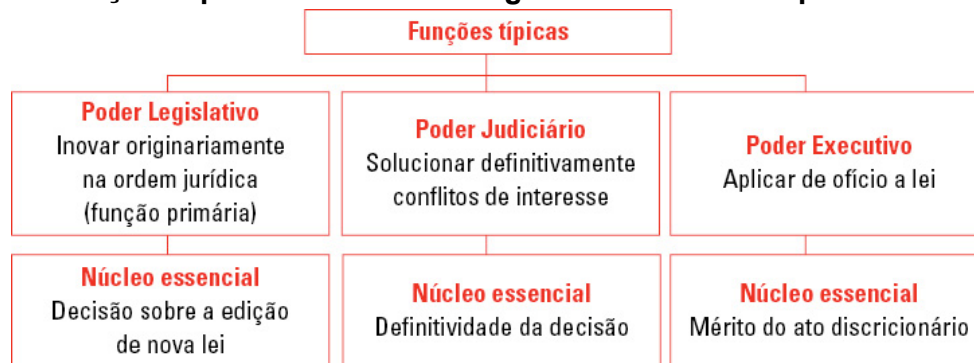 Funções típicas
Poder Legislativo
Inovar originariamente
na ordem jurídica
(função primária)
Poder Judiciário
Solucionar definitivamente
conflitos de interesse
Poder Executivo
Aplicar de ofício a lei
Núcleo essencial
Decisão sobre a edição
de nova lei
Núcleo essencial
Definitividade da decisão
Núcleo essencial
Mérito do ato discricionário